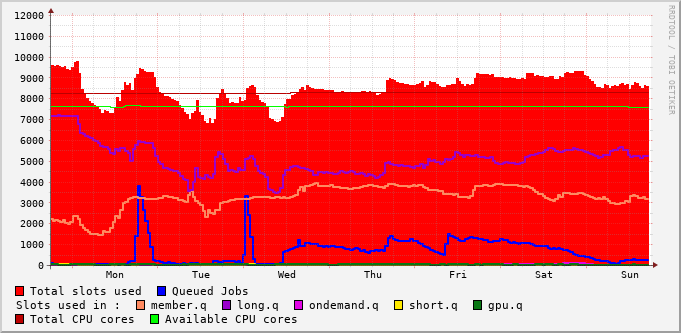 12000
11000
10000
9000
8000
7000
6000
5000
4000
3000
2000
1000
0
Mon Tue Wed Thu Fri Sat Sun
RRDTOOL / TOBI OETIKER
Total slots used Queued Jobs
Slots used in : member.q long.q ondemand.q short.q gpu.q
Total CPU cores Available CPU cores